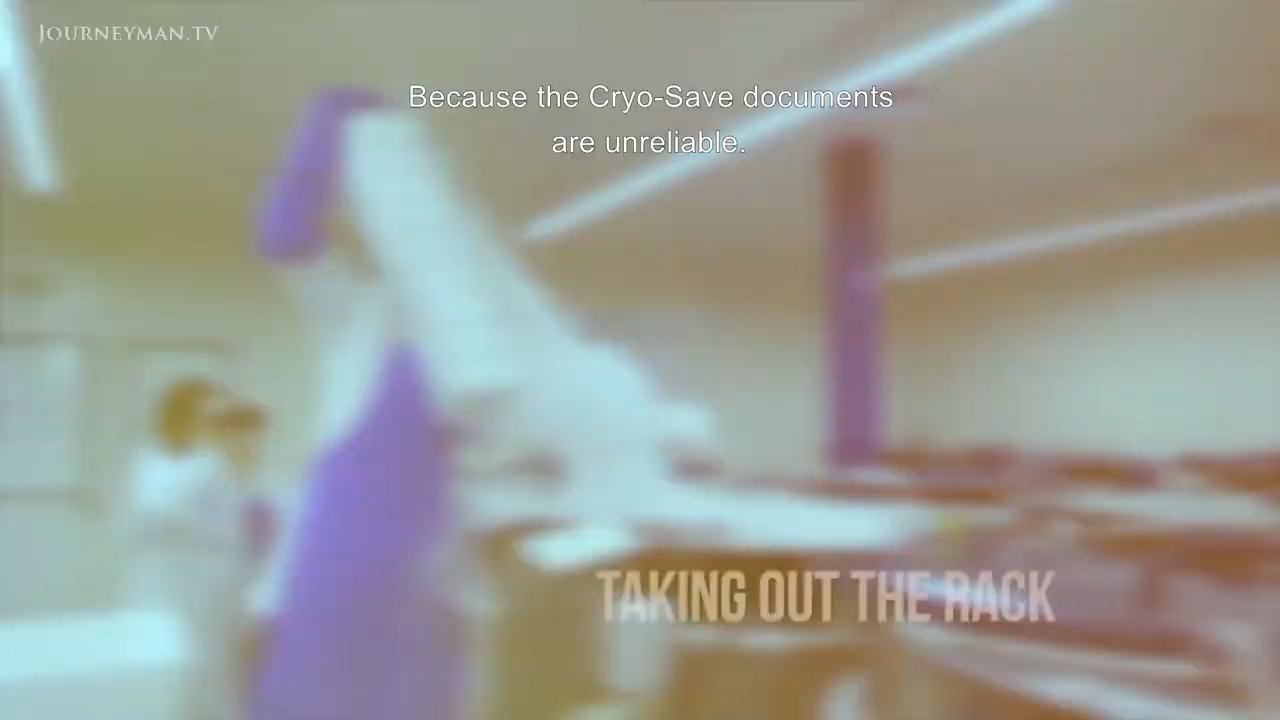 JOURNEYMAN.TV
Because the Cryo-Save documents
are unreliable.
TAKING OUT THE RACK